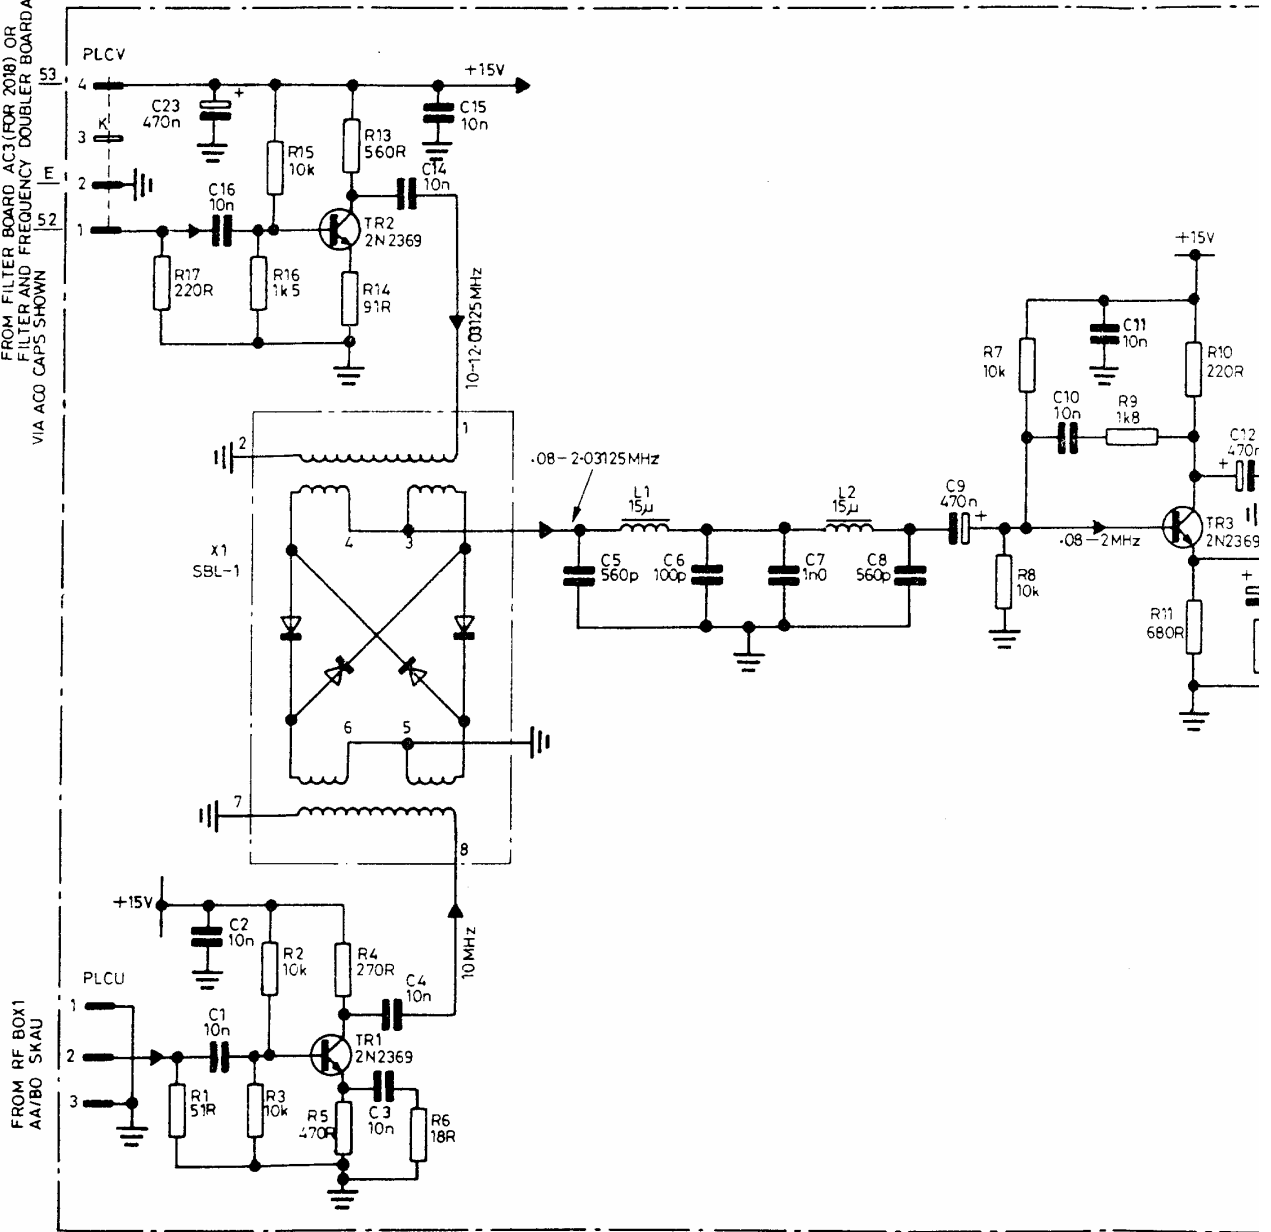 FROM FILTER BOARD AC3 (FOR 2018) OR
FILTER AND FREQUENCY DOUBLER BOARDA
VIA AC0 CAPS SHOWN
PLCV
53
4
+15V
C23
470n
+
C15
10n
K
3
R13
560R
R15
10k
E
2
C14
10n
C16
10n
52
1
TR2
2N2369
R17
220R
R16
1k5
R14
91R
10-12·03125MHz
+15V
C11
10n
R7
10k
R10
220R
C10
10n
R9
1k8
C12
470n
+
2
1
·08-2·03125MHz
L1
15µ
L2
15µ
C9
470n
+
4
3
X1
SBL-1
·08-2MHz
TR3
2N2369
C5
560p
C6
100p
C7
1n0
C8
560p
R8
10k
+
R11
680R
6
5
7
8
+15V
C2
10n
10MHz
R2
10k
R4
270R
C4
10n
PLCU
1
C1
10n
TR1
2N2369
2
FROM RF BOX1
AA/B0 SKAU
3
R1
51R
R3
10k
R5
470R
C3
10n
R6
18R